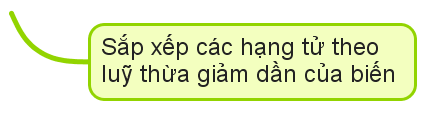 Sắp xếp các hạng tử theo
luỹ thừa giảm dần của biến